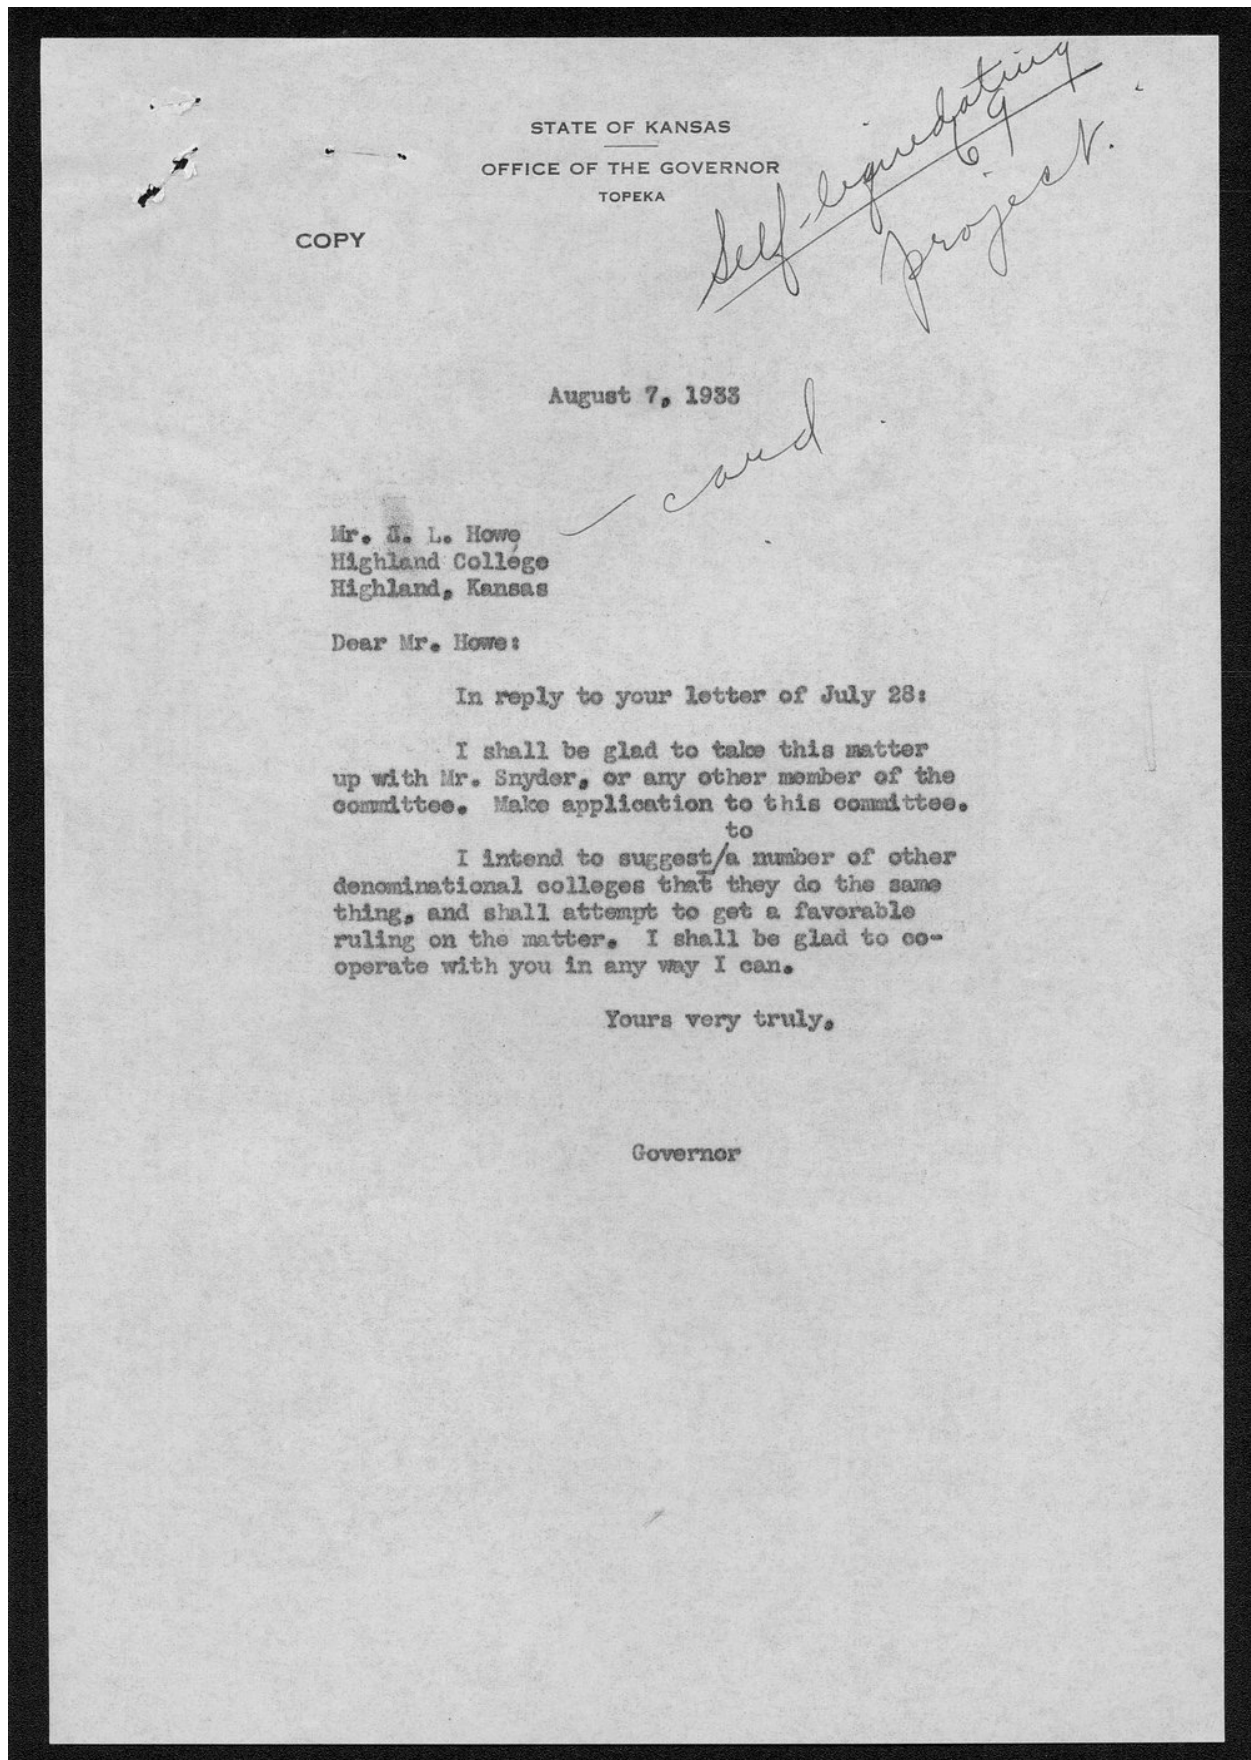 Self-liquidating
project.
STATE OF KANSAS
OFFICE OF THE GOVERNOR
TOPEKA
COPY
August 7, 1933
card
Mr. L. Howe
Highland College
Highland, Kansas
Dear Mr. Howe:
In reply to your letter of July 28:
I shall be glad to take this matter
up with Mr. Snyder, or any other member of the
committee. Make application to this committee.
to
I intend to suggest/a number of other
denominational colleges that they do the same
thing, and shall attempt to get a favorable
ruling on the matter. I shall be glad to co-
operate with you in any way I can.
Yours very truly,
Governor